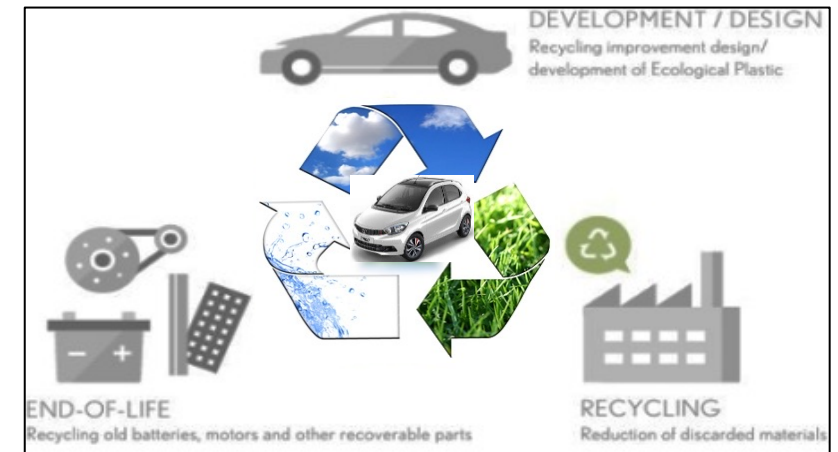 DEVELOPMENT / DESIGN
Recycling improvement design/
development of Ecological Plastic
END-OF-LIFE
Recycling old batteries, motors and other recoverable parts
RECYCLING
Reduction of discarded materials